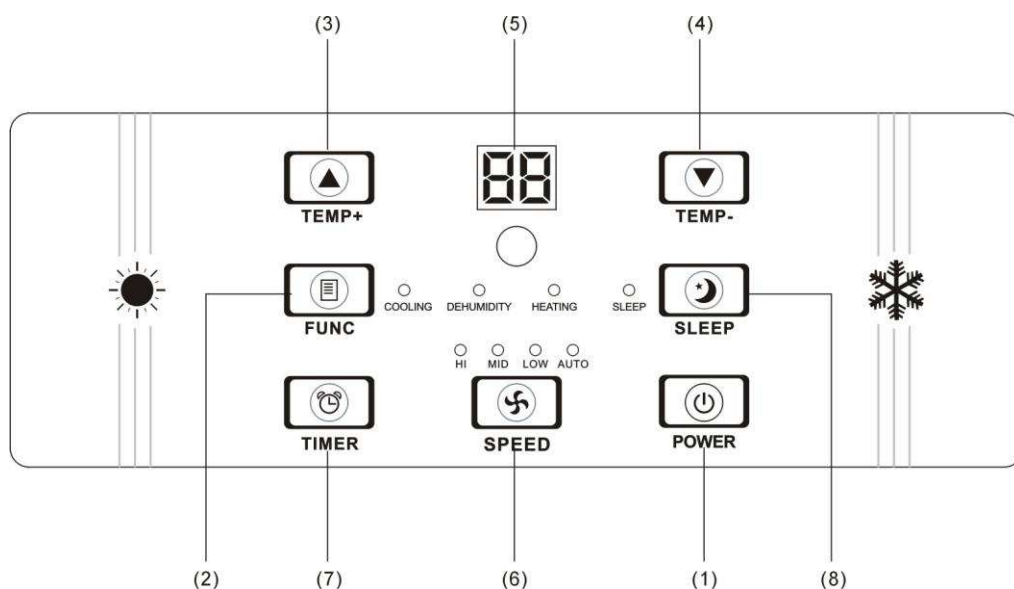 (3) (5) (4)
88
TEMP+ TEMP-
COOLING DEHUMIDITY HEATING SLEEP
FUNC SLEEP
HI MID LOW AUTO
TIMER SPEED POWER
(2) (7) (6) (1) (8)